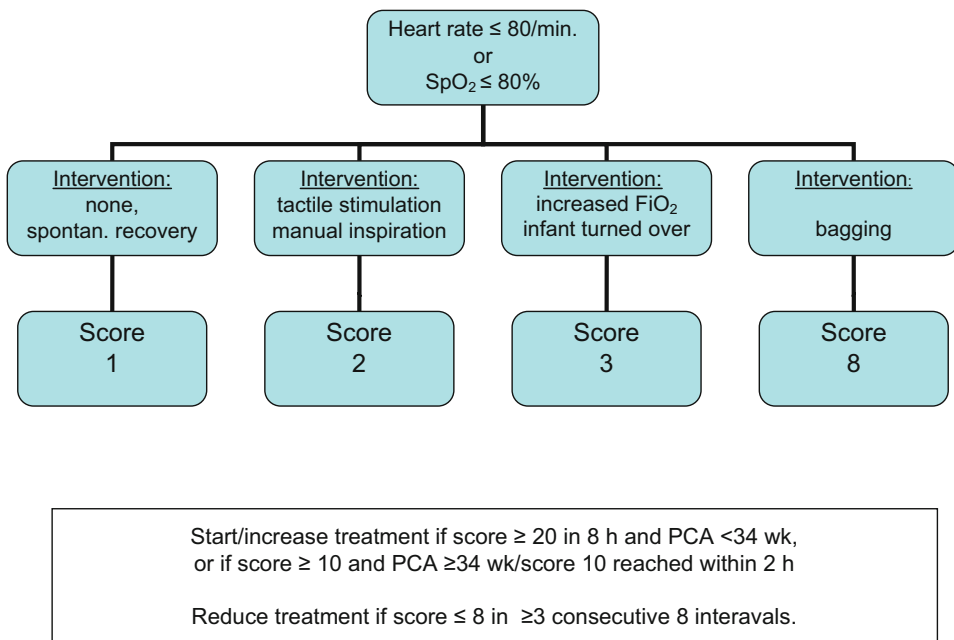 Heart rate ≤ 80/min.
or
SpO₂ ≤ 80%
Intervention:
none,
spontan. recovery
Intervention:
tactile stimulation
manual inspiration
Intervention:
increased FiO₂
infant turned over
Intervention:
bagging
Score
1
Score
2
Score
3
Score
8
Start/increase treatment if score ≥ 20 in 8 h and PCA <34 wk,
or if score ≥ 10 and PCA ≥34 wk/score 10 reached within 2 h
Reduce treatment if score ≤ 8 in ≥3 consecutive 8 interavals.